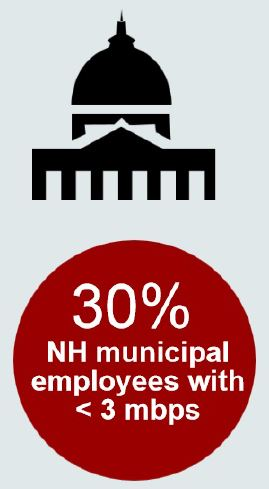 30%
NH municipal
employees with
< 3 mbps